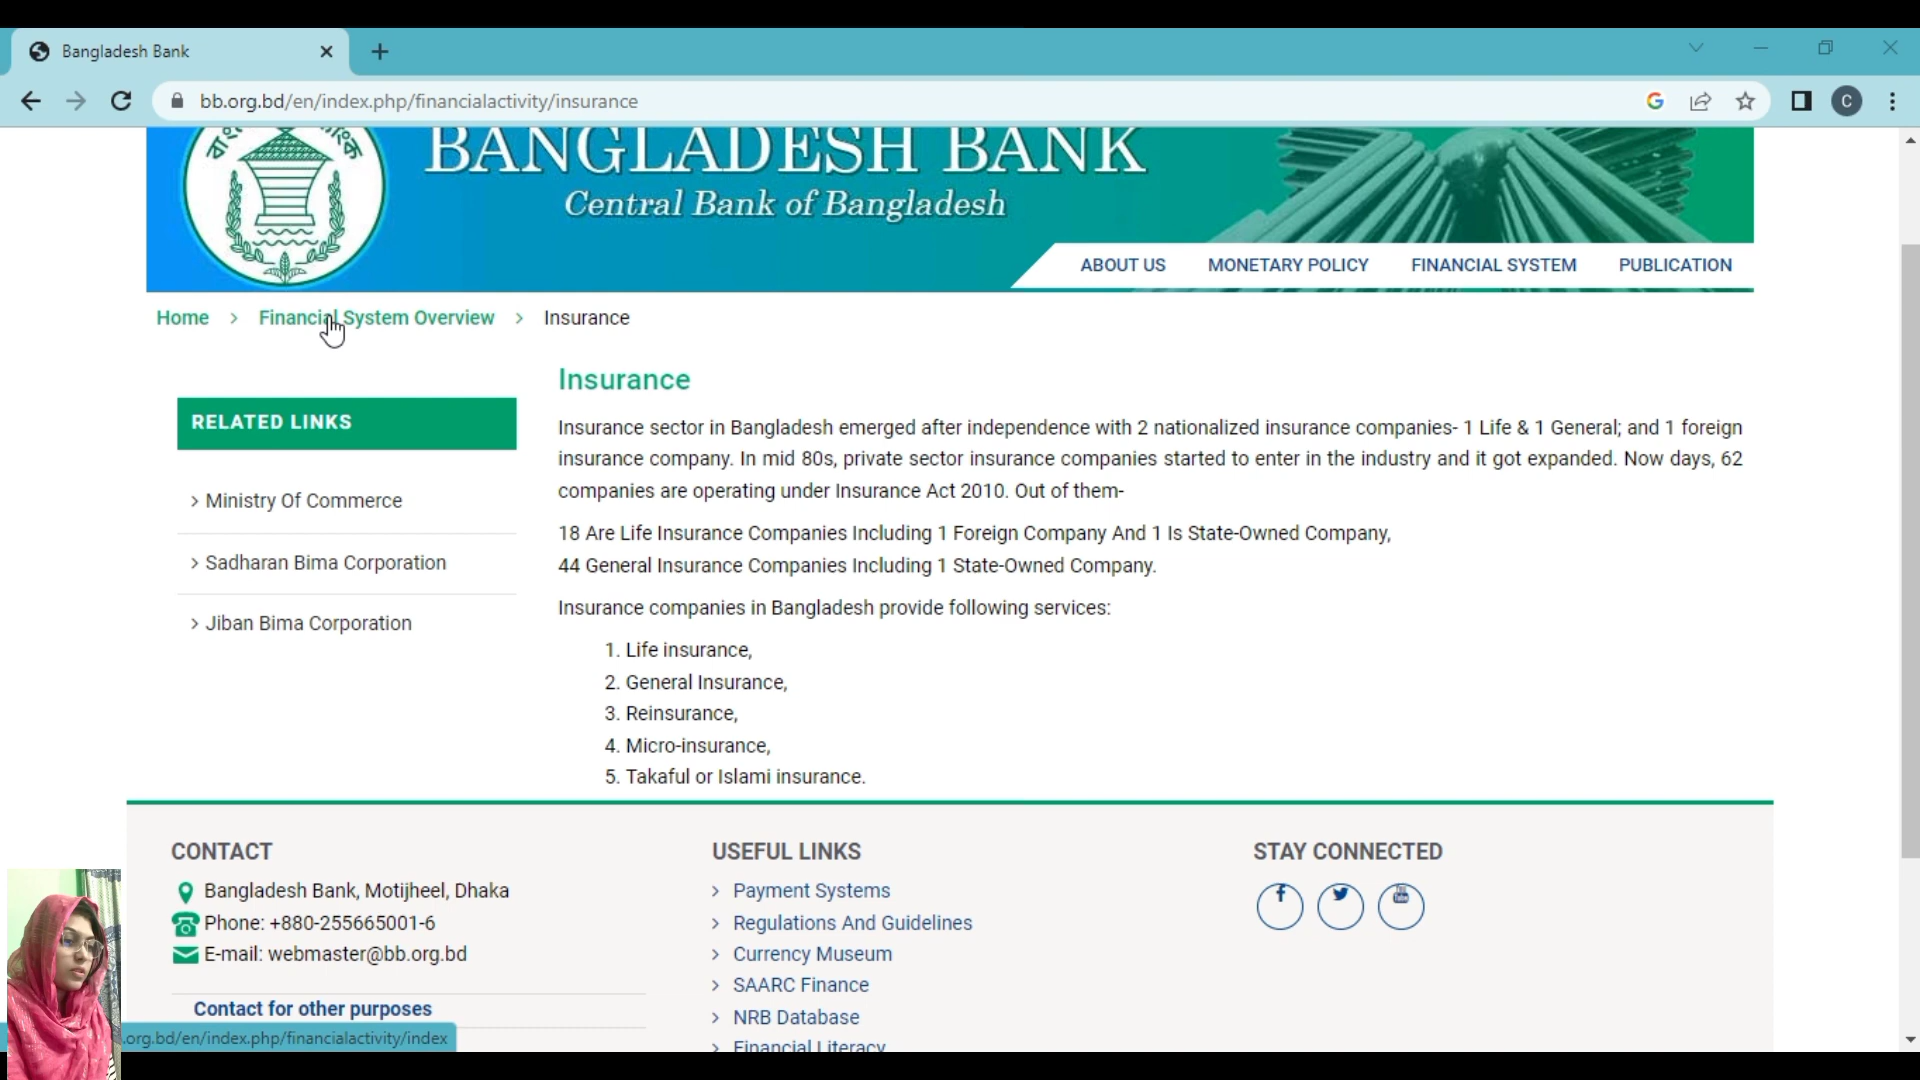 Bangladesh Bank
bb.org.bd/en/index.php/financialactivity/insurance
C
BANGLADESH BANK
Central Bank of Bangladesh
ABOUT US MONETARY POLICY FINANCIAL SYSTEM PUBLICATION
Home > Financial System Overview > Insurance
Insurance
RELATED LINKS
> Ministry Of Commerce
> Sadharan Bima Corporation
> Jiban Bima Corporation
Insurance sector in Bangladesh emerged after independence with 2 nationalized insurance companies- 1 Life & 1 General; and 1 foreign
insurance company. In mid 80s, private sector insurance companies started to enter in the industry and it got expanded. Now days, 62
companies are operating under Insurance Act 2010. Out of them-
18 Are Life Insurance Companies Including 1 Foreign Company And 1 Is State-Owned Company,
44 General Insurance Companies Including 1 State-Owned Company.
Insurance companies in Bangladesh provide following services:
1. Life insurance,
2. General Insurance,
3. Reinsurance,
4. Micro-insurance,
5. Takaful or Islami insurance.
CONTACT
Bangladesh Bank, Motijheel, Dhaka
Phone: +880-255665001-6
E-mail: webmaster@bb.org.bd
Contact for other purposes
.org.bd/en/index.php/financialactivity/index
USEFUL LINKS
> Payment Systems
> Regulations And Guidelines
> Currency Museum
> SAARC Finance
> NRB Database
> Financial Literacy
STAY CONNECTED